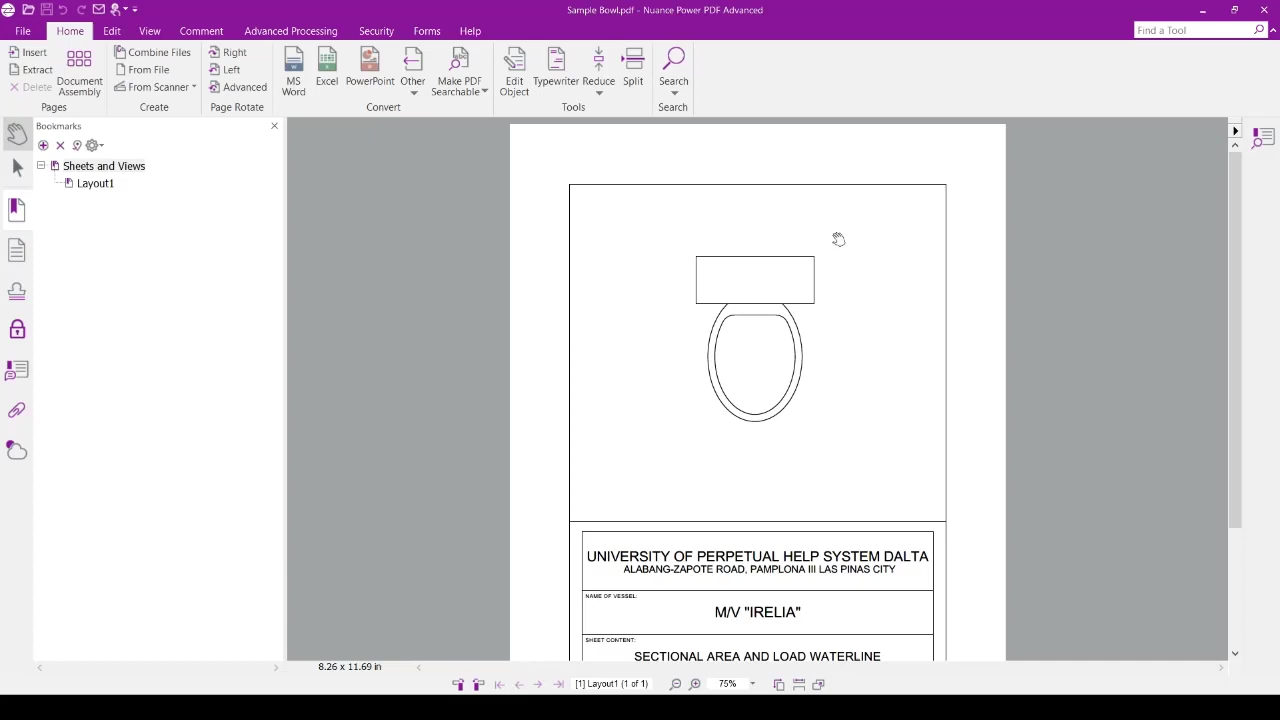 Sample Bowl.pdf - Nuance Power PDF Advanced
File Home Edit View Comment Advanced Processing Security Forms Help
Find a Tool
Insert
Extract
Delete
Document Assembly
Pages
Combine Files
From File
From Scanner
Create
Right
Left
Advanced
Page Rotate
MS Word
Excel
PowerPoint
Other
Make PDF Searchable
Convert
Edit Object
Typewriter
Reduce
Split
Tools
Search
Search
Bookmarks
Sheets and Views
Layout1
UNIVERSITY OF PERPETUAL HELP SYSTEM DALTA
ALABANG-ZAPOTE ROAD, PAMPLONA III LAS PINAS CITY
NAME OF VESSEL:
M/V "IRELIA"
SHEET CONTENT:
SECTIONAL AREA AND LOAD WATERLINE
8.26 x 11.69 in
[1] Layout1 (1 of 1)
75%